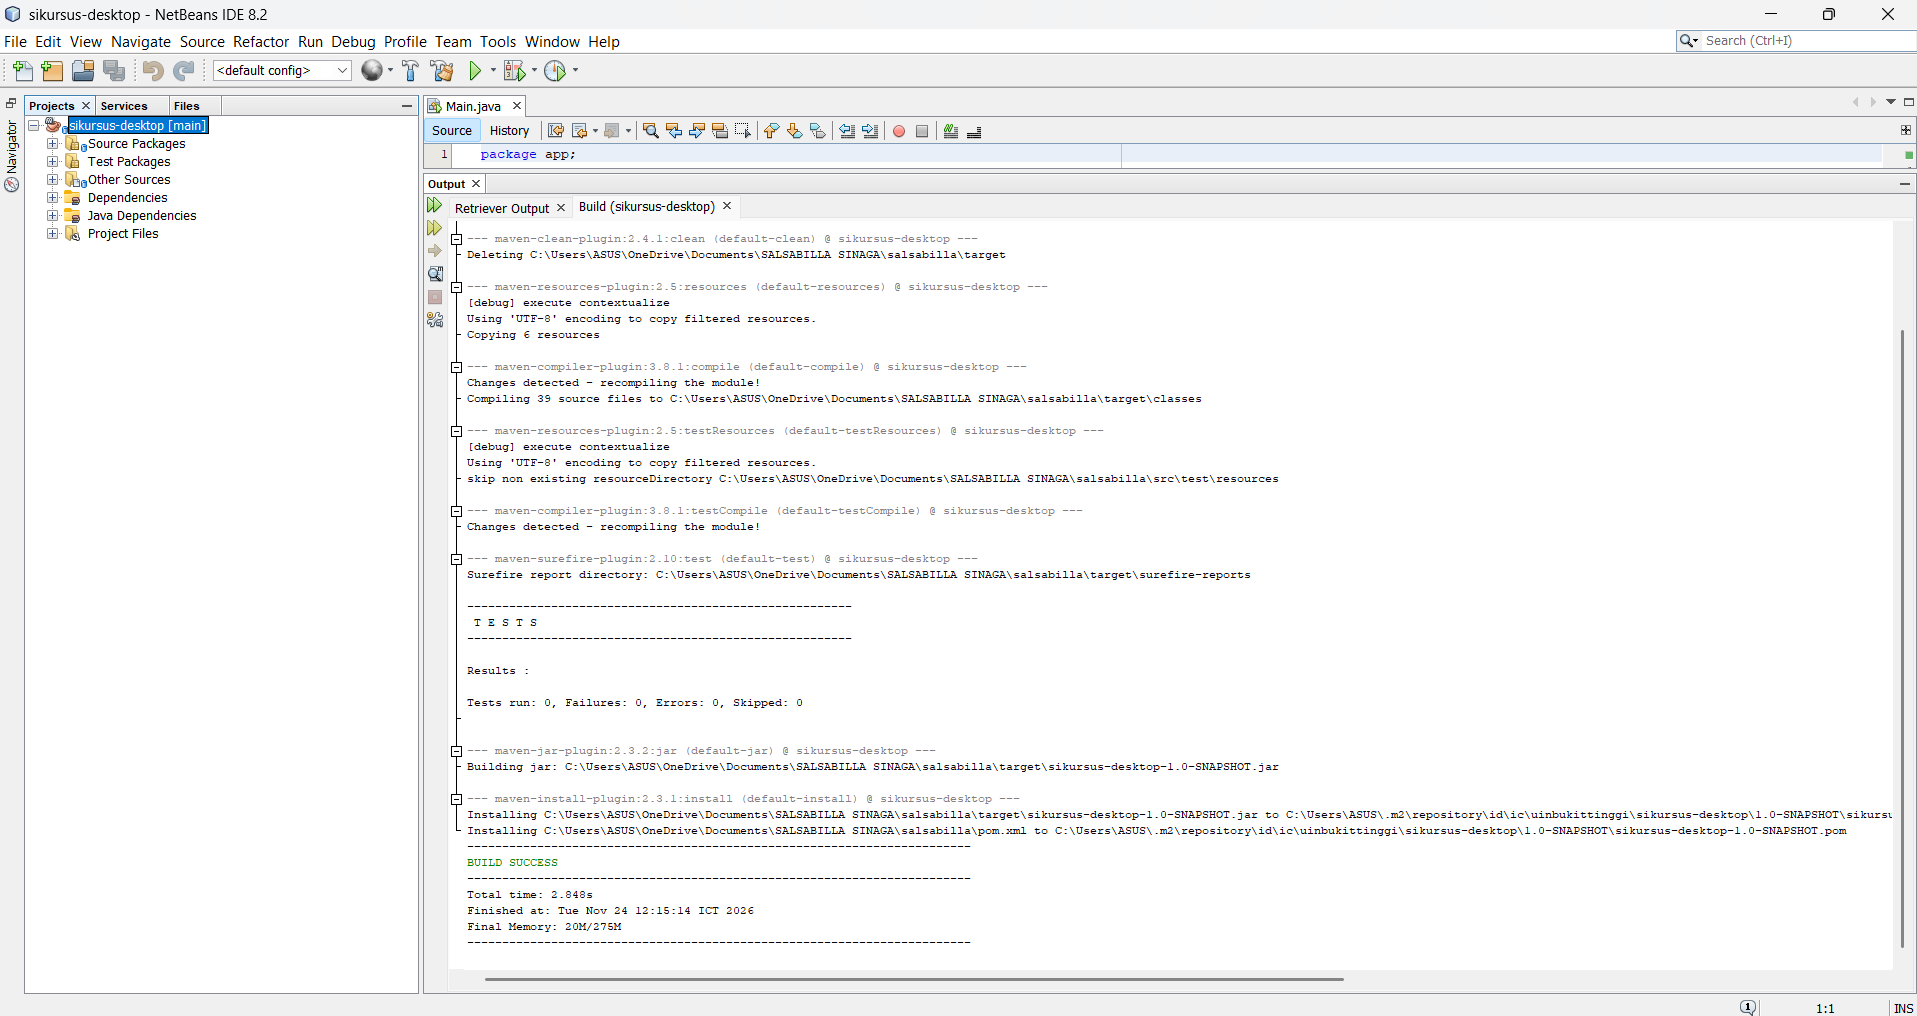 sikursus-desktop - NetBeans IDE 8.2
File Edit View Navigate Source Refactor Run Debug Profile Team Tools Window Help
Search (Ctrl+I)
<default config>
Projects Services Files
Navigator
sikursus-desktop [main]
Source Packages
Test Packages
Other Sources
Dependencies
Java Dependencies
Project Files
Main.java
Source History
1 package app;
Output
Retriever Output Build (sikursus-desktop)
--- maven-clean-plugin:2.4.1:clean (default-clean) @ sikursus-desktop ---
Deleting C:\Users\ASUS\OneDrive\Documents\SALSABILLA SINAGA\salsabilla\target
--- maven-resources-plugin:2.5:resources (default-resources) @ sikursus-desktop ---
[debug] execute contextualize
Using 'UTF-8' encoding to copy filtered resources.
Copying 6 resources
--- maven-compiler-plugin:3.8.1:compile (default-compile) @ sikursus-desktop ---
Changes detected - recompiling the module!
Compiling 39 source files to C:\Users\ASUS\OneDrive\Documents\SALSABILLA SINAGA\salsabilla\target\classes
--- maven-resources-plugin:2.5:testResources (default-testResources) @ sikursus-desktop ---
[debug] execute contextualize
Using 'UTF-8' encoding to copy filtered resources.
skip non existing resourceDirectory C:\Users\ASUS\OneDrive\Documents\SALSABILLA SINAGA\salsabilla\src\test\resources
--- maven-compiler-plugin:3.8.1:testCompile (default-testCompile) @ sikursus-desktop ---
Changes detected - recompiling the module!
--- maven-surefire-plugin:2.10:test (default-test) @ sikursus-desktop ---
Surefire report directory: C:\Users\ASUS\OneDrive\Documents\SALSABILLA SINAGA\salsabilla\target\surefire-reports
-------------------------------------------------------
T E S T S
-------------------------------------------------------
Results :
Tests run: 0, Failures: 0, Errors: 0, Skipped: 0
--- maven-jar-plugin:2.3.2:jar (default-jar) @ sikursus-desktop ---
Building jar: C:\Users\ASUS\OneDrive\Documents\SALSABILLA SINAGA\salsabilla\target\sikursus-desktop-1.0-SNAPSHOT.jar
--- maven-install-plugin:2.3.1:install (default-install) @ sikursus-desktop ---
Installing C:\Users\ASUS\OneDrive\Documents\SALSABILLA SINAGA\salsabilla\target\sikursus-desktop-1.0-SNAPSHOT.jar to C:\Users\ASUS\.m2\repository\id\ic\uinbukittinggi\sikursus-desktop\1.0-SNAPSHOT\sikursu
Installing C:\Users\ASUS\OneDrive\Documents\SALSABILLA SINAGA\salsabilla\pom.xml to C:\Users\ASUS\.m2\repository\id\ic\uinbukittinggi\sikursus-desktop\1.0-SNAPSHOT\sikursus-desktop-1.0-SNAPSHOT.pom
------------------------------------------------------------------------
BUILD SUCCESS
------------------------------------------------------------------------
Total time: 2.848s
Finished at: Tue Nov 24 12:15:14 ICT 2026
Final Memory: 20M/275M
------------------------------------------------------------------------
1 1:1 INS